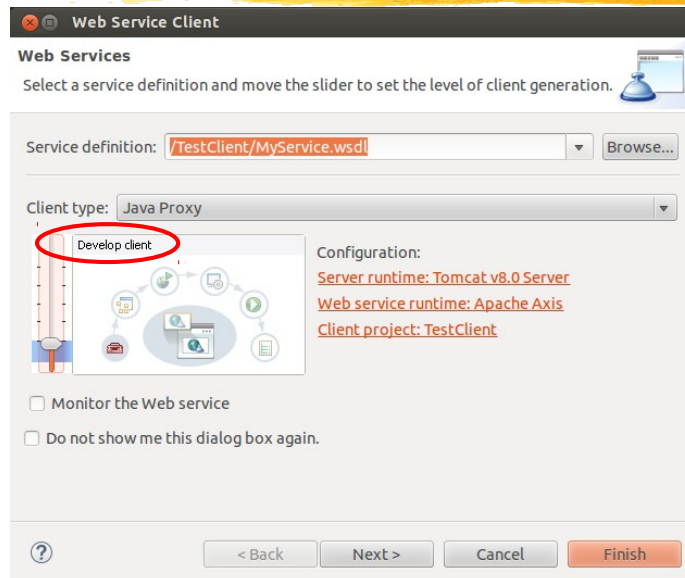 Web Service Client
Web Services
Select a service definition and move the slider to set the level of client generation.
Service definition: /TestClient/MyService.wsdl Browse...
Client type: Java Proxy
Develop client
Configuration:
Server runtime: Tomcat v8.0 Server
Web service runtime: Apache Axis
Client project: TestClient
Monitor the Web service
Do not show me this dialog box again.
? < Back Next > Cancel Finish